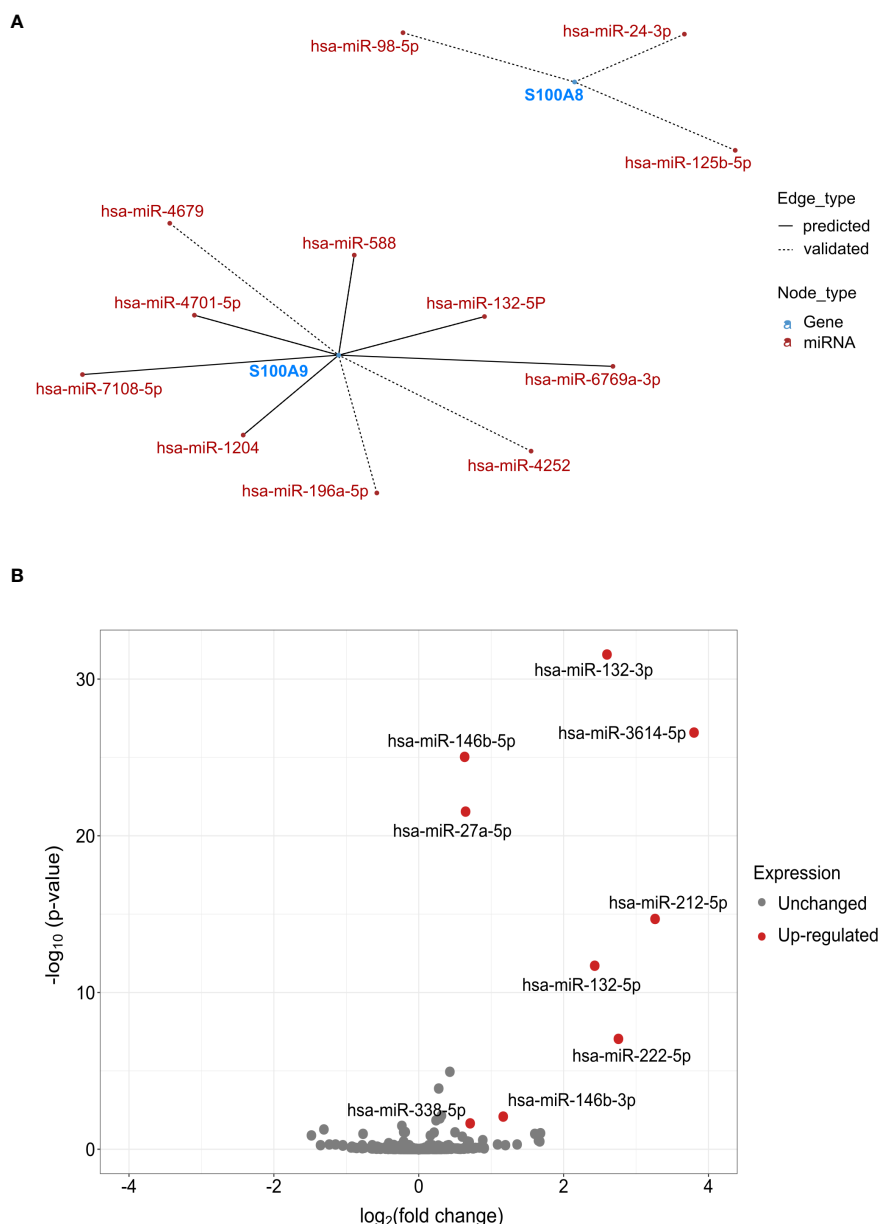 A
hsa-miR-98-5p
hsa-miR-24-3p
S100A8
hsa-miR-125b-5p
Edge_type
predicted
validated
Node_type
a Gene
a miRNA
hsa-miR-4679
hsa-miR-588
hsa-miR-4701-5p
hsa-miR-132-5P
S100A9
hsa-miR-7108-5p
hsa-miR-6769a-3p
hsa-miR-1204
hsa-miR-4252
hsa-miR-196a-5p
B
hsa-miR-132-3p
hsa-miR-3614-5p
hsa-miR-146b-5p
hsa-miR-27a-5p
hsa-miR-212-5p
hsa-miR-132-5p
hsa-miR-222-5p
hsa-miR-338-5p
hsa-miR-146b-3p
Expression
Unchanged
Up-regulated
30
20
10
0
-log₁₀ (p-value)
-4 -2 0 2 4
log₂(fold change)